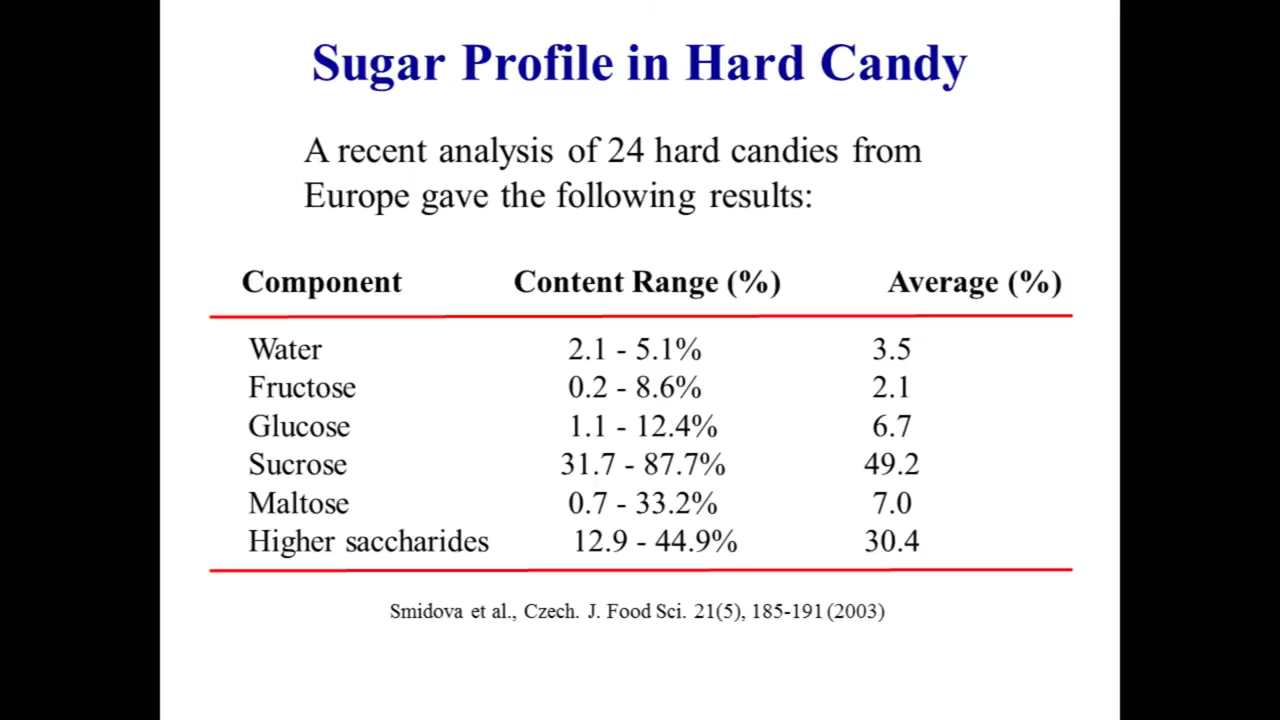 Sugar Profile in Hard Candy
A recent analysis of 24 hard candies from
Europe gave the following results:
Component Content Range (%) Average (%)
Water 2.1 - 5.1% 3.5
Fructose 0.2 - 8.6% 2.1
Glucose 1.1 - 12.4% 6.7
Sucrose 31.7 - 87.7% 49.2
Maltose 0.7 - 33.2% 7.0
Higher saccharides 12.9 - 44.9% 30.4
Smidova et al., Czech. J. Food Sci. 21(5), 185-191 (2003)